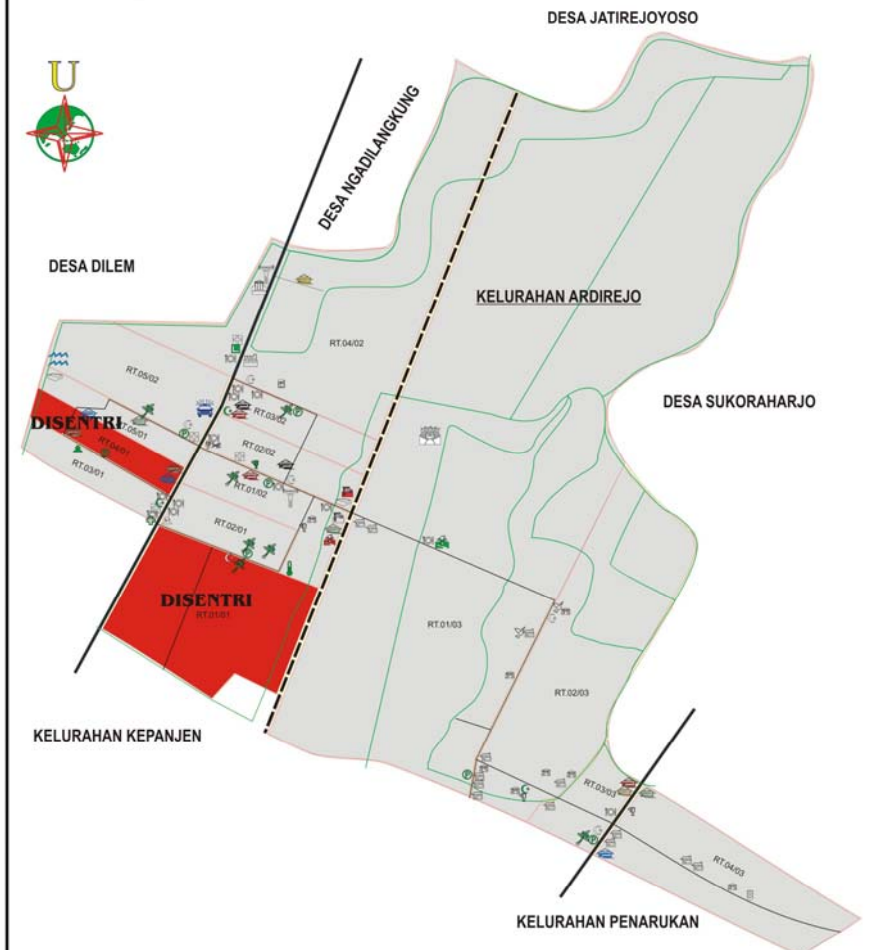 DESA JATIREJOYOSO
U
DESA NGADILANGKUNG
DESA DILEM
KELURAHAN ARDIREJO
RT.04/02
RT.05/02
DESA SUKORAHARJO
DISENTRI
RT.03/02
RT.05/01
RT.04/01
RT.02/02
RT.03/01
RT.01/02
RT.02/01
DISENTRI
RT.01/01
RT.01/03
RT.02/03
KELURAHAN KEPANJEN
RT.03/03
RT.04/03
KELURAHAN PENARUKAN